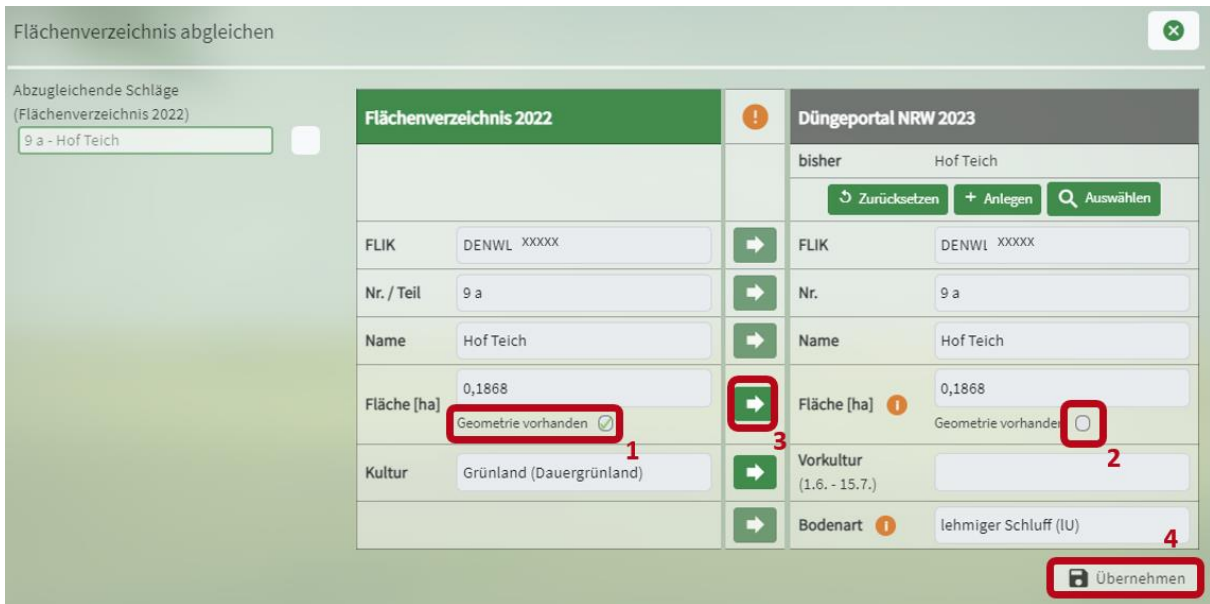 Flächenverzeichnis abgleichen
Abzugleichende Schläge
(Flächenverzeichnis 2022)
9 a - Hof Teich
Flächenverzeichnis 2022
Düngeportal NRW 2023
bisher Hof Teich
Zurücksetzen + Anlegen Auswählen
FLIK DENWL XXXXX FLIK DENWL XXXXX
Nr. / Teil 9 a Nr. 9 a
Name Hof Teich Name Hof Teich
Fläche [ha] 0,1868 Fläche [ha] 0,1868
Geometrie vorhanden Geometrie vorhanden
1 3 2
Kultur Grünland (Dauergrünland) Vorkultur
(1.6. - 15.7.)
Bodenart lehmiger Schluff (lU)
4
Übernehmen